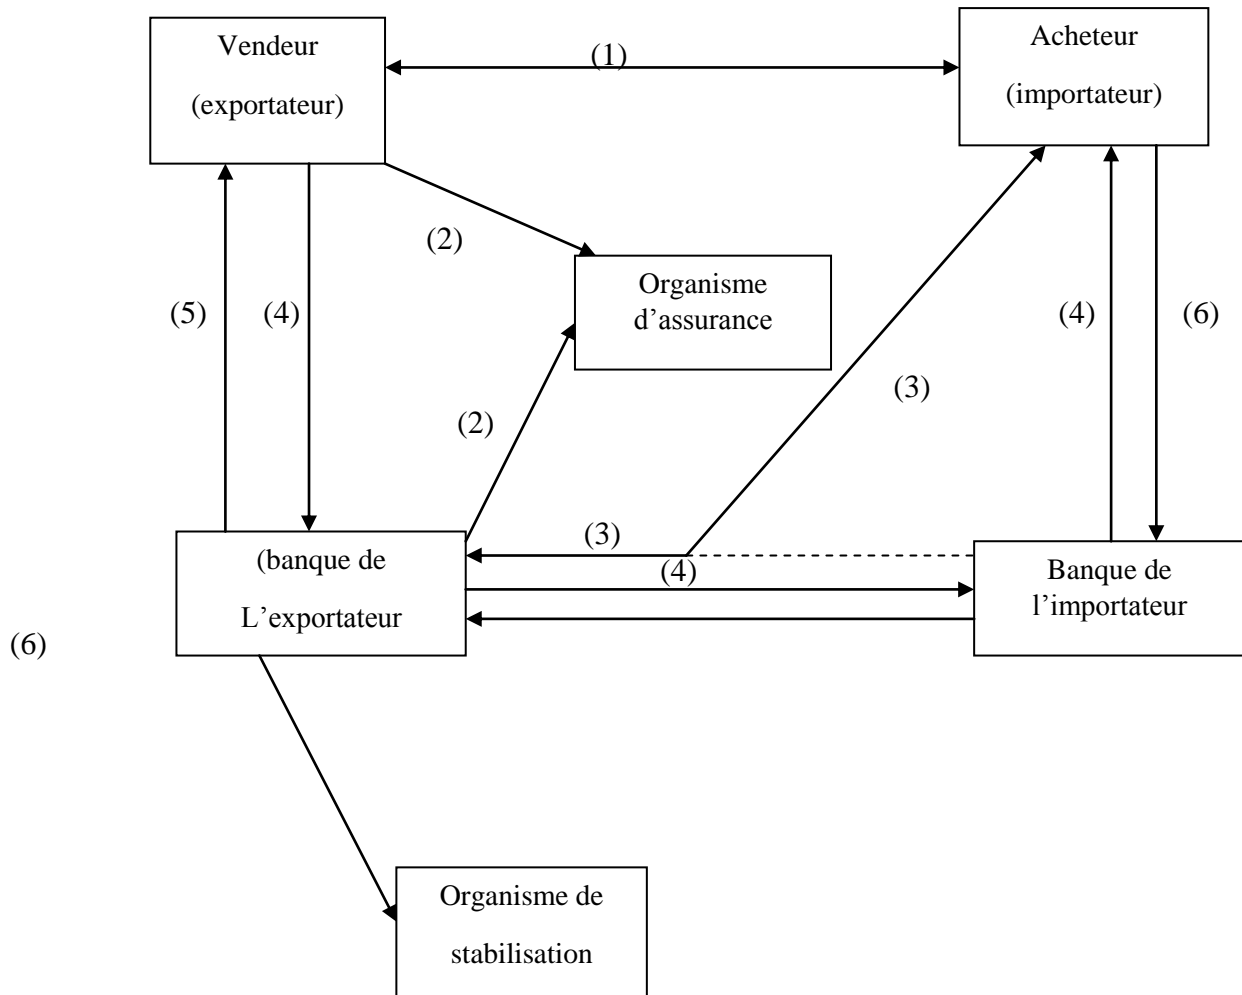 Vendeur
(exportateur)
Acheteur
(importateur)
(1)
(2)
Organisme
d'assurance
(5)
(4)
(4)
(6)
(3)
(2)
(3)
(4)
(banque de
L'exportateur
Banque de
l'importateur
(6)
Organisme de
stabilisation